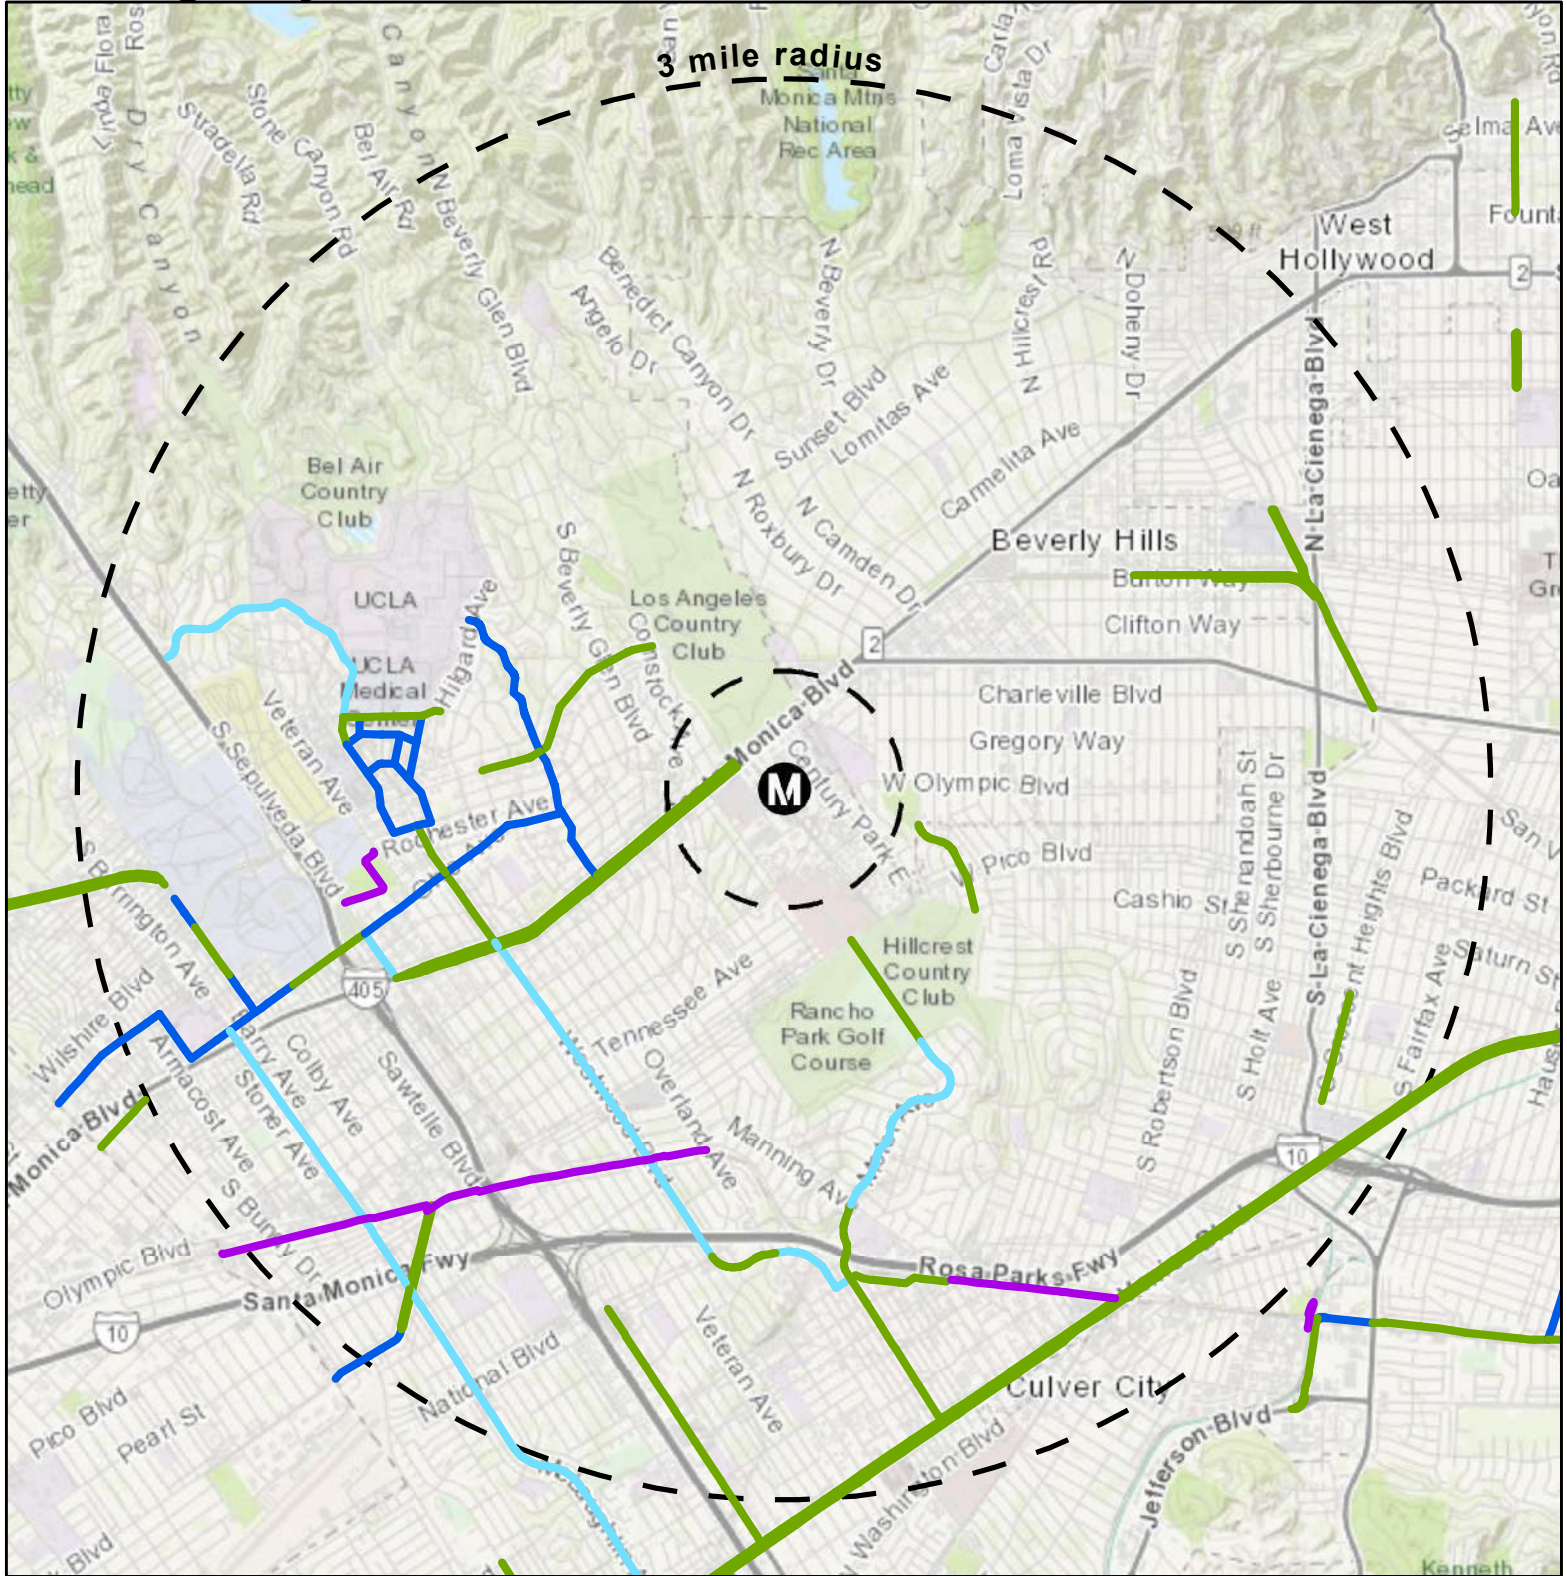 3 mile radius
Santa
Monica Mtns
National
Rec Area
Loma Vista Dr
Dry Canyon
Canyon
Stradella Rd
Stone Canyon Rd
Bel Air Rd
N Beverly Glen Blvd
Benedict Canyon Dr
Angelo Dr
N Beverly Dr
N Hillcrest Rd
N Doheny Dr
West
Hollywood
2
Sunset Blvd
Lomitas Ave
Carmelita Ave
N La Cienega Blvd
Bel Air
Country
Club
N Roxbury Dr
N Camden Dr
Beverly Hills
Burton Way
Clifton Way
UCLA
Los Angeles
Country
Club
S Beverly Glen Blvd
Comstock Ave
Hilgard Ave
2
UCLA
Medical
Center
Veteran Ave
S Sepulveda Blvd
Monica Blvd
Charleville Blvd
Gregory Way
W Olympic Blvd
M
Century Park E
Rochester Ave
W Pico Blvd
Cashio St
S Shenandoah St
S Sherbourne Dr
S La Cienega Blvd
Packard St
Saturn St
S Fairfax Ave
S Barrington Ave
405
Hillcrest
Country
Club
Rancho
Park Golf
Course
Tennessee Ave
Overland Ave
Westwood Blvd
Wilshire Blvd
Monica Blvd
Armacost Ave
Barry Ave
Stoner Ave
Colby Ave
Sawtelle Blvd
S Robertson Blvd
S Holt Ave
10
Manning Ave
S Bundy Dr
Olympic Blvd
Santa Monica Fwy
Rosa Parks Fwy
10
National Blvd
Veteran Ave
Culver City
Pico Blvd
Pearl St
Washington Blvd
Jefferson Blvd
Kenneth